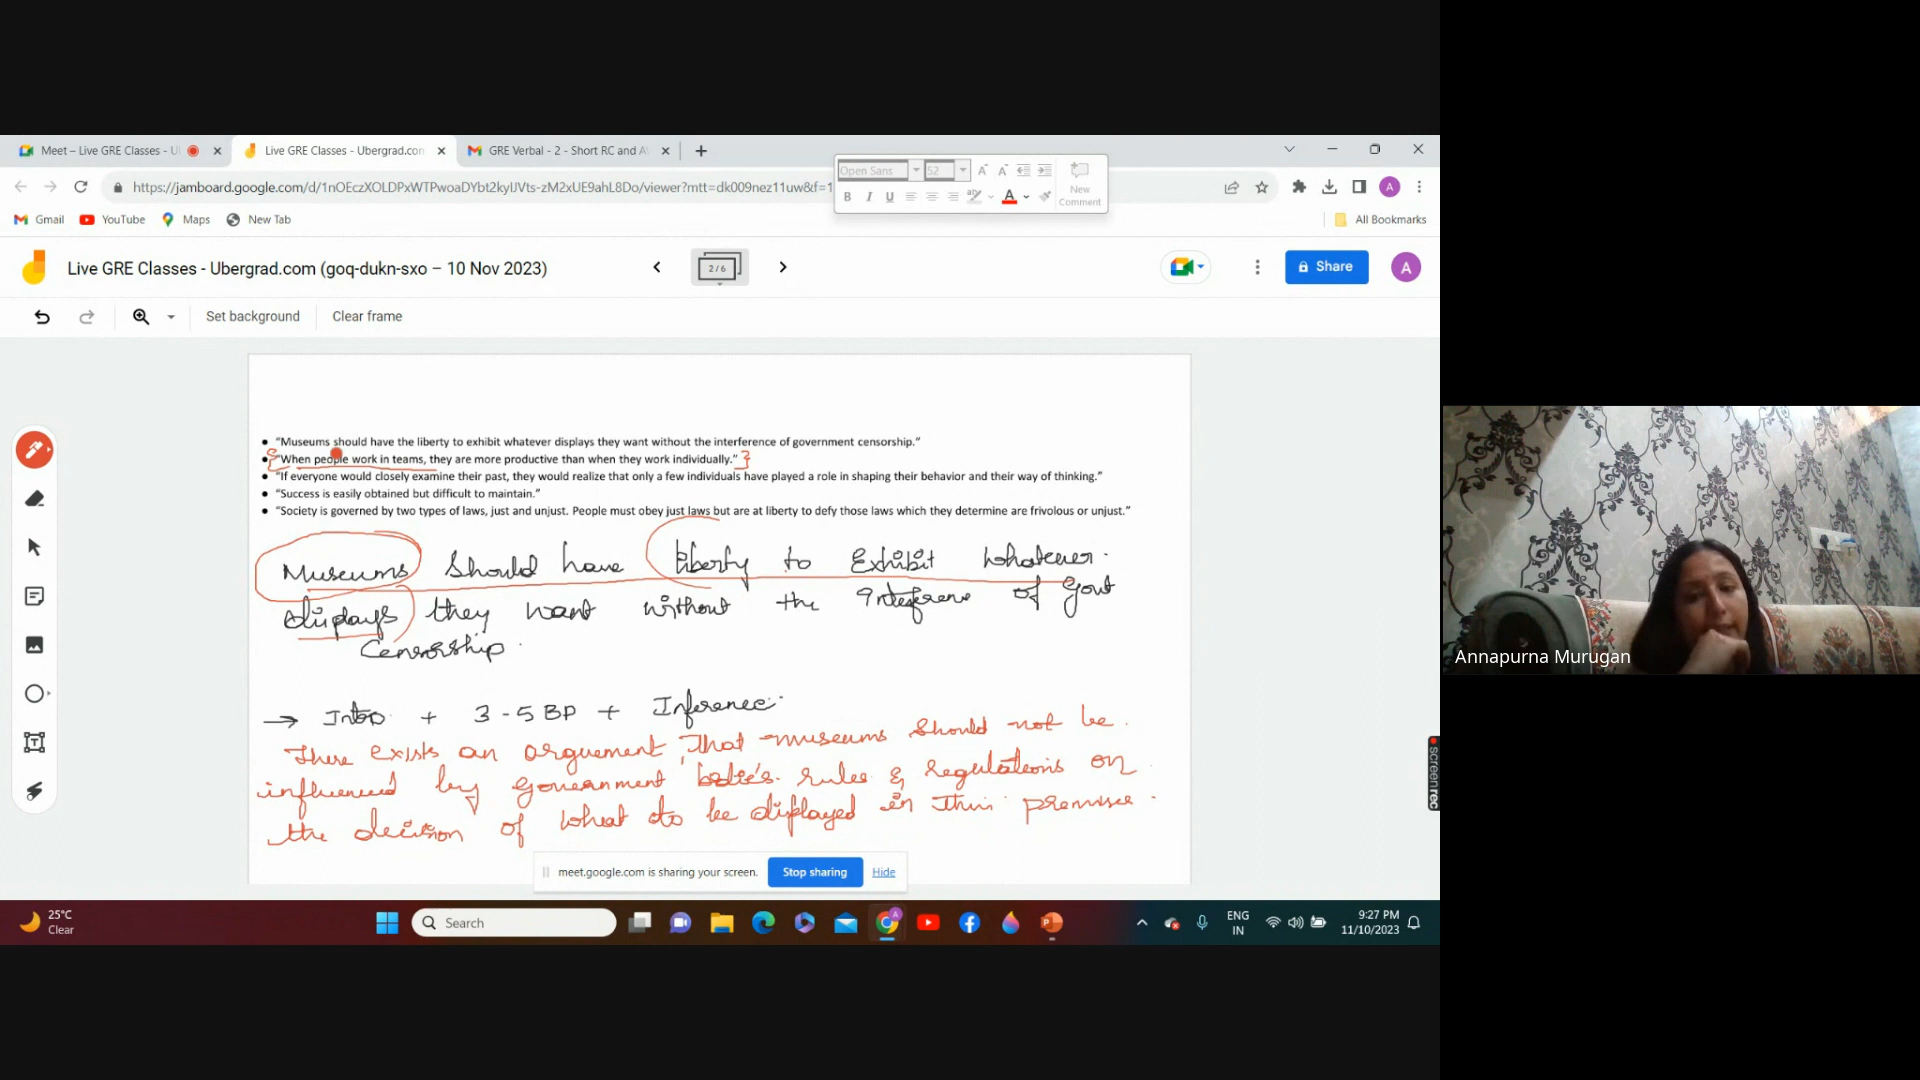 Meet – Live GRE Classes - U
Live GRE Classes - Ubergrad.con
GRE Verbal - 2 - Short RC and A
https://jamboard.google.com/d/1nOEczXOLDPxWTPwoaDYbt2kyIJVts-zM2xUE9ahL8Do/viewer?mtt=dk009nez11uw&f=1
Open Sans 52
New Comment
B I U A
Gmail YouTube Maps New Tab All Bookmarks
Live GRE Classes - Ubergrad.com (goq-dukn-sxo – 10 Nov 2023)
2 / 6
Share
A
Set background Clear frame
• "Museums should have the liberty to exhibit whatever displays they want without the interference of government censorship."
• "When people work in teams, they are more productive than when they work individually."
• "If everyone would closely examine their past, they would realize that only a few individuals have played a role in shaping their behavior and their way of thinking."
• "Success is easily obtained but difficult to maintain."
• "Society is governed by two types of laws, just and unjust. People must obey just laws but are at liberty to defy those laws which they determine are frivolous or unjust."
Museums should have liberty to Exhibit whatever
displays they want without the of Govt
Censorship.
→ Intro + 3-5 BP + Inference
There exists an arguement, that museums should not be
influenced by government rules & regulations on
the decision of what to be displayed in premise
meet.google.com is sharing your screen. Stop sharing Hide
Annapurna Murugan
screenrec
25°C
Clear
Search
ENG
IN
9:27 PM
11/10/2023